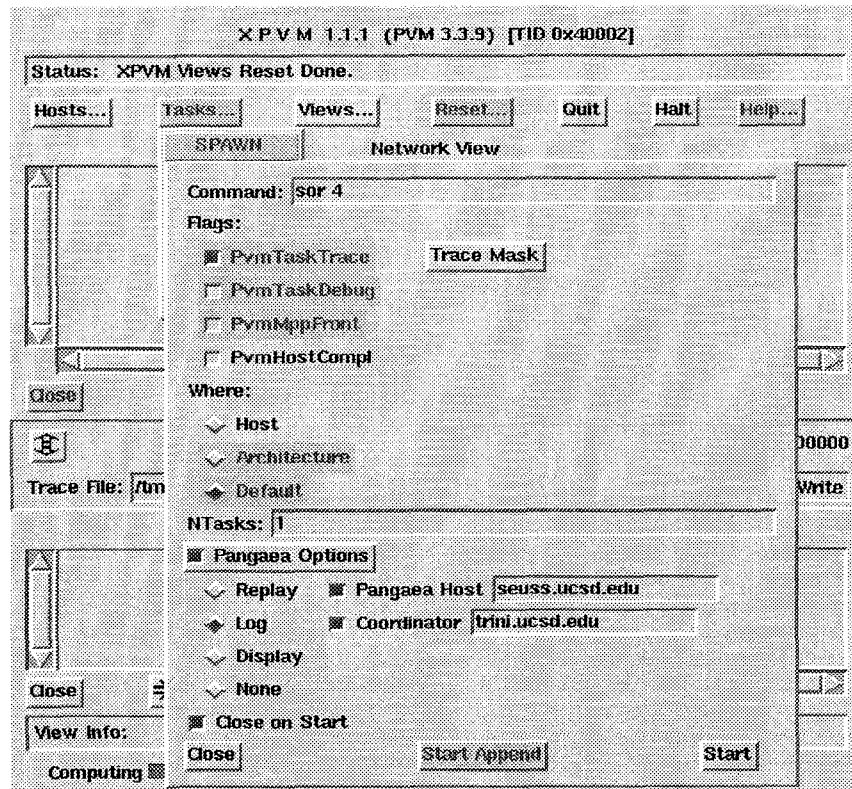 X P V M 1.1.1 (PVM 3.3.9) [TID 0x40002]
Status: XPVM Views Reset Done.
Hosts... Tasks... Views... Reset... Quit Halt Help...
SPAWN
Network View
Command: sor 4
Flags:
PvmTaskTrace Trace Mask
PvmTaskDebug
PvmMppFront
PvmHostCompl
Close
Where:
Host
Architecture
00000
Trace File: /tm
Default
Write
NTasks: 1
Pangaea Options
Replay Pangaea Host seuss.ucsd.edu
Log Coordinator trini.ucsd.edu
Display
Close
None
View Info:
Close on Start
Close Start Append Start
Computing